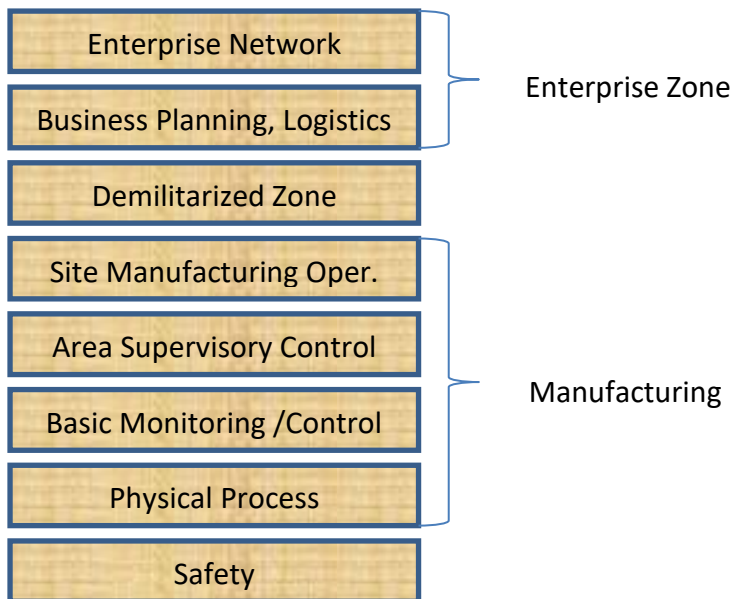 Enterprise Network
Enterprise Zone
Business Planning, Logistics
Demilitarized Zone
Site Manufacturing Oper.
Area Supervisory Control
Manufacturing
Basic Monitoring /Control
Physical Process
Safety